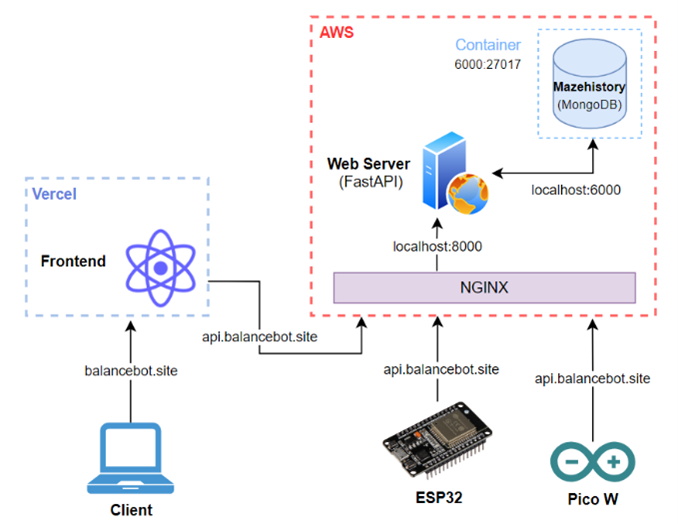 AWS
Container
6000:27017
Mazehistory
(MongoDB)
Web Server
(FastAPI)
localhost:6000
localhost:8000
NGINX
Vercel
Frontend
api.balancebot.site
balancebot.site
api.balancebot.site
api.balancebot.site
Client
ESP32
Pico W